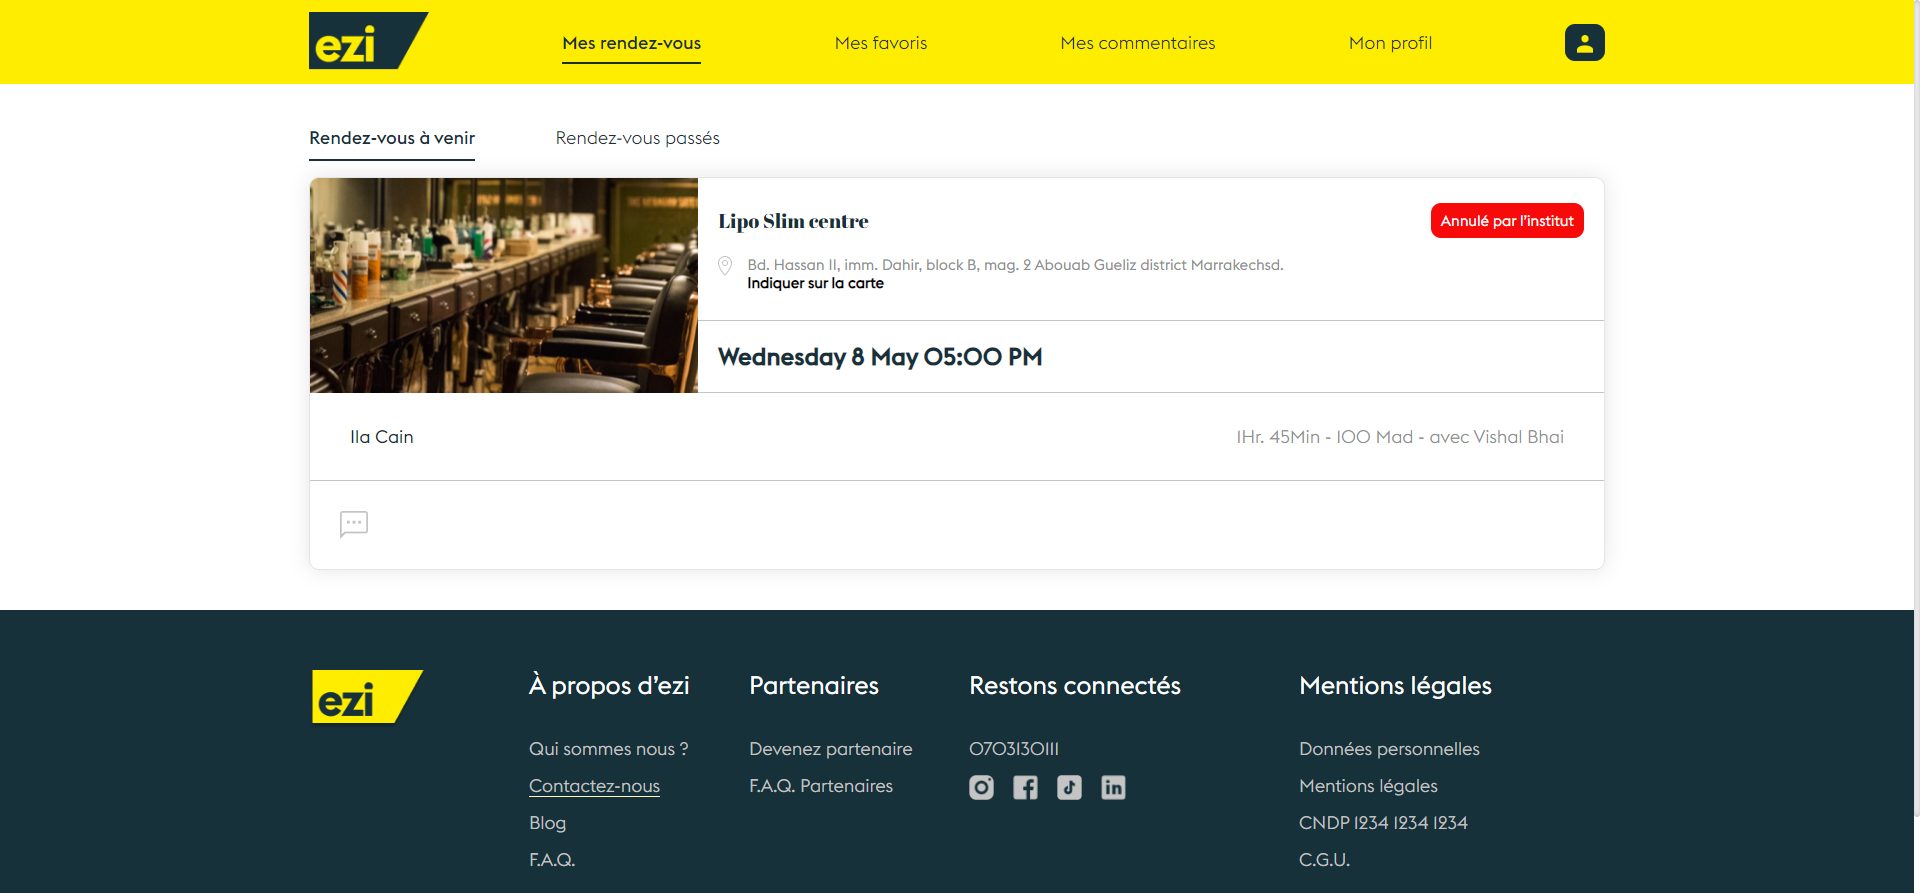 ezi
Mes rendez-vous
Mes favoris
Mes commentaires
Mon profil
Rendez-vous à venir
Rendez-vous passés
Lipo Slim centre
Annulé par l'institut
Bd. Hassan II, imm. Dahir, block B, mag. 2 Abouab Gueliz district Marrakechsd.
Indiquer sur la carte
Wednesday 8 May 05:00 PM
Ila Cain
1Hr. 45Min - 100 Mad - avec Vishal Bhai
ezi
À propos d'ezi
Qui sommes nous ?
Contactez-nous
Blog
F.A.Q.
Partenaires
Devenez partenaire
F.A.Q. Partenaires
Restons connectés
0703130111
Mentions légales
Données personnelles
Mentions légales
CNDP 1234 1234 1234
C.G.U.